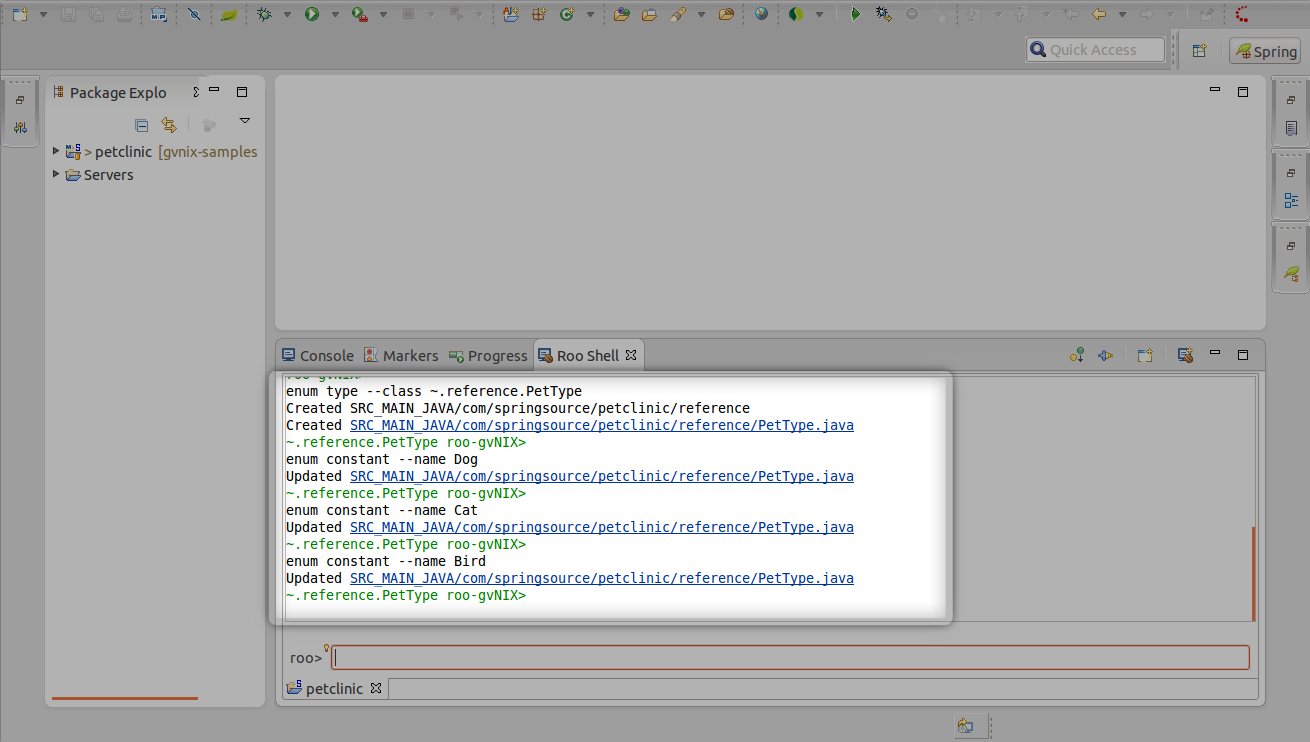 Quick Access
Spring
Package Explo
> petclinic [gvnix-samples
Servers
Console
Markers
Progress
Roo Shell
roo-gvNIX>
enum type --class ~.reference.PetType
Created SRC_MAIN_JAVA/com/springsource/petclinic/reference
Created SRC_MAIN_JAVA/com/springsource/petclinic/reference/PetType.java
~.reference.PetType roo-gvNIX>
enum constant --name Dog
Updated SRC_MAIN_JAVA/com/springsource/petclinic/reference/PetType.java
~.reference.PetType roo-gvNIX>
enum constant --name Cat
Updated SRC_MAIN_JAVA/com/springsource/petclinic/reference/PetType.java
~.reference.PetType roo-gvNIX>
enum constant --name Bird
Updated SRC_MAIN_JAVA/com/springsource/petclinic/reference/PetType.java
~.reference.PetType roo-gvNIX>
roo>
petclinic